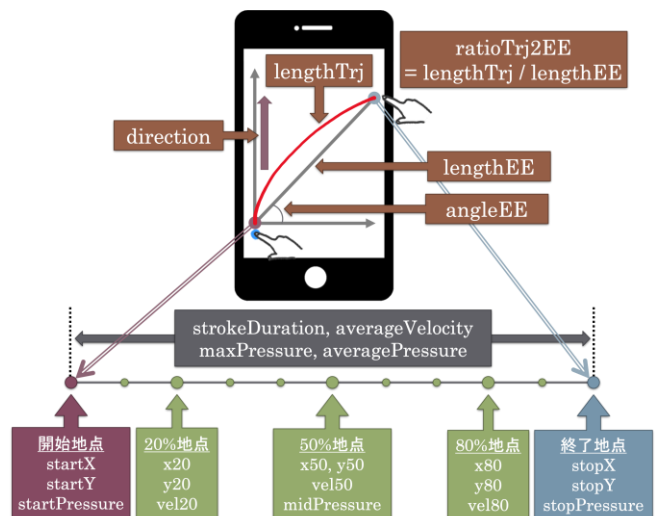 ratioTrj2EE
= lengthTrj / lengthEE
lengthTrj
direction
lengthEE
angleEE
strokeDuration, averageVelocity
maxPressure, averagePressure
開始地点
startX
startY
startPressure
20%地点
x20
y20
vel20
50%地点
x50, y50
vel50
midPressure
80%地点
x80
y80
vel80
終了地点
stopX
stopY
stopPressure